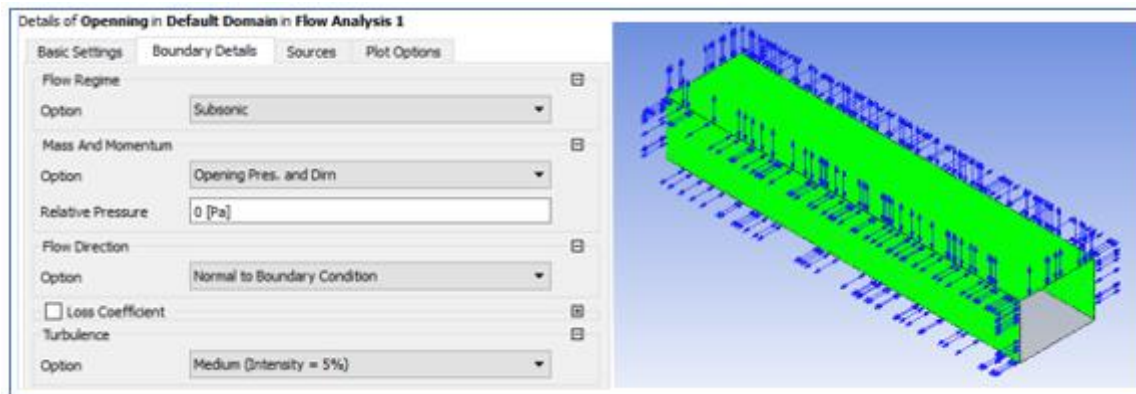 Details of Openning in Default Domain in Flow Analysis 1
Basic Settings Boundary Details Sources Plot Options
Flow Regime
Option Subsonic
Mass And Momentum
Option Opening Pres. and Dirn
Relative Pressure 0 [Pa]
Flow Direction
Option Normal to Boundary Condition
Loss Coefficient
Turbulence
Option Medium (Intensity = 5%)